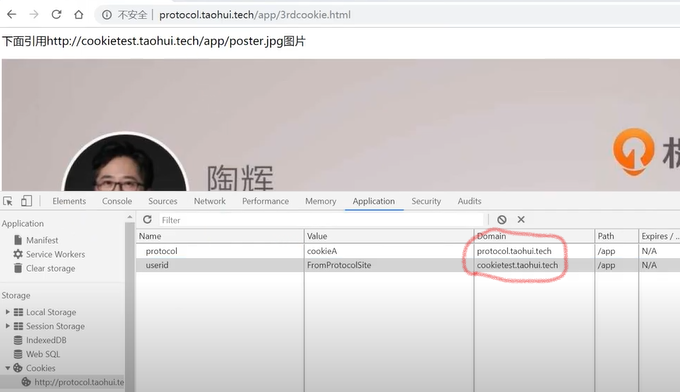 不安全 | protocol.taohui.tech/app/3rdcookie.html
下面引用http://cookietest.taohui.tech/app/poster.jpg图片
陶辉
Elements Console Sources Network Performance Memory Application Security Audits
Application
Manifest
Service Workers
Clear storage
Storage
Local Storage
Session Storage
IndexedDB
Web SQL
Cookies
http://protocol.taohui.te
Filter
Name Value Domain Path Expires / ...
protocol cookieA protocol.taohui.tech /app N/A
userid FromProtocolSite cookietest.taohui.tech /app N/A